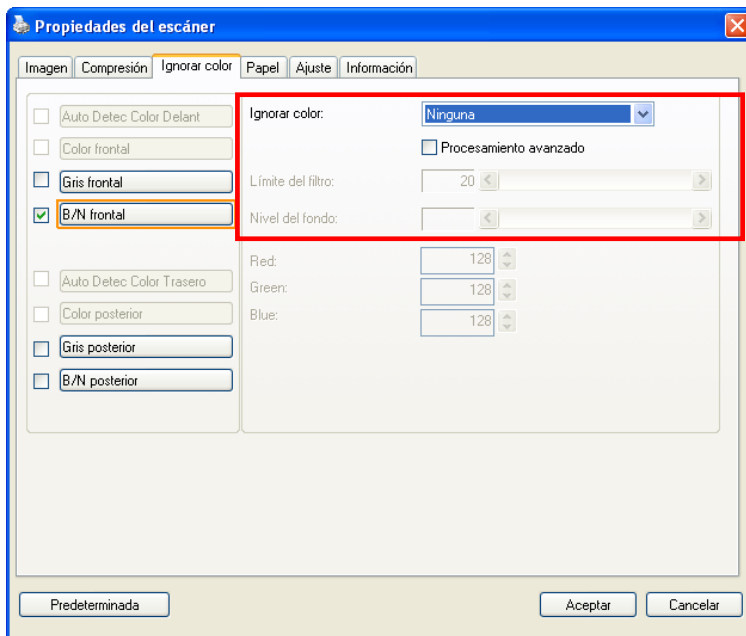 Propiedades del escáner
Imagen Compresión Ignorar color Papel Ajuste Información
Auto Detec Color Delant
Color frontal
Gris frontal
B/N frontal
Auto Detec Color Trasero
Color posterior
Gris posterior
B/N posterior
Ignorar color: Ninguna
Procesamiento avanzado
Límite del filtro: 20
Nivel del fondo:
Red: 128
Green: 128
Blue: 128
Predeterminada Aceptar Cancelar